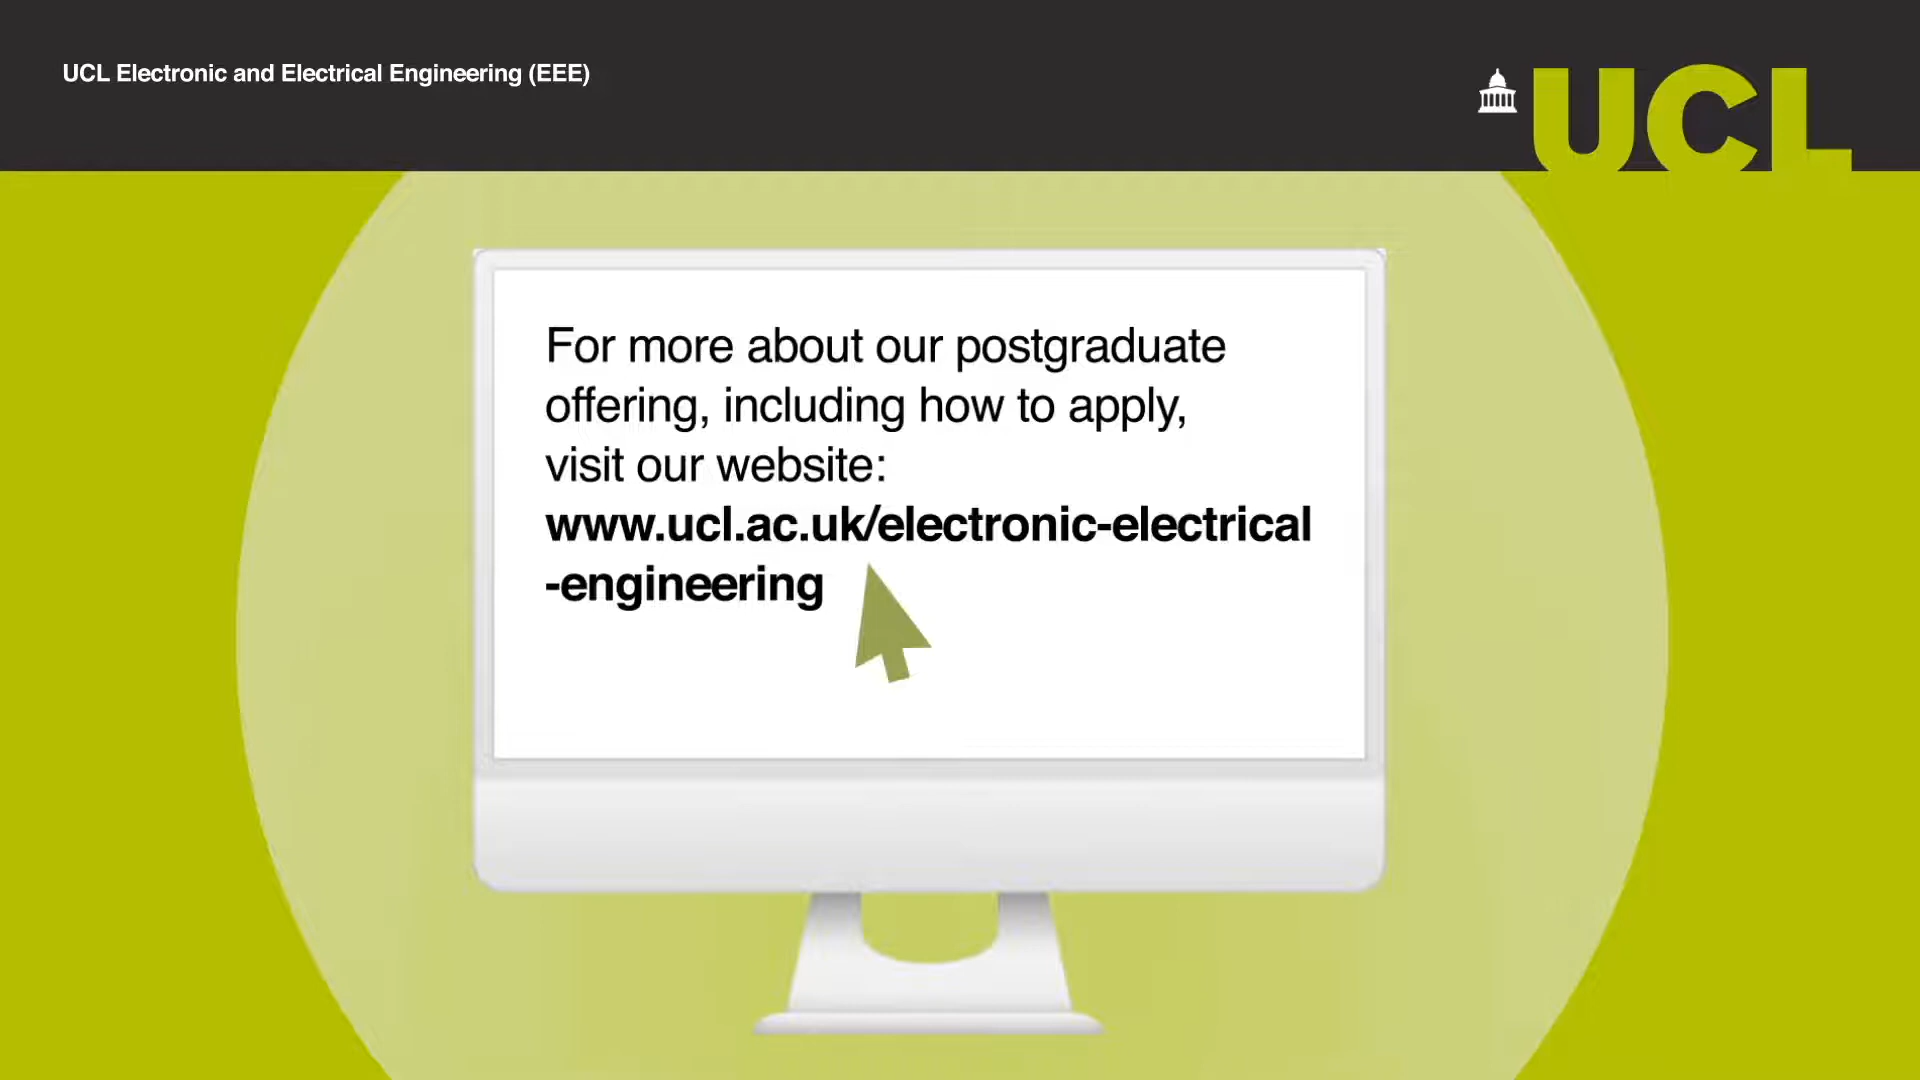 UCL Electronic and Electrical Engineering (EEE)
UCL
For more about our postgraduate
offering, including how to apply,
visit our website:
www.ucl.ac.uk/electronic-electrical
-engineering